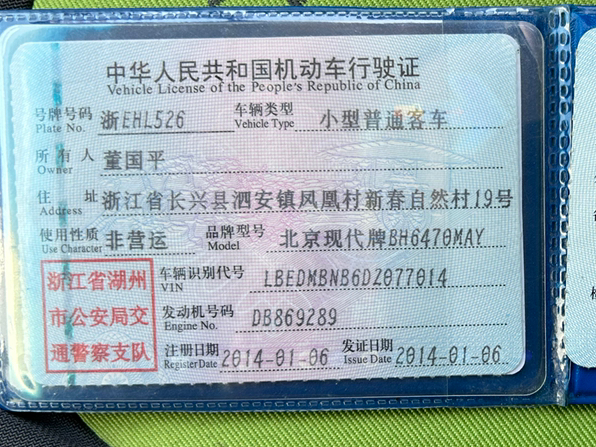 中华人民共和国机动车行驶证
Vehicle License of the People's Republic of China
号牌号码 浙EHL526 车辆类型 小型普通客车
Plate No. Vehicle Type
所有人 董国平
Owner
住址 浙江省长兴县泗安镇凤凰村新春自然村19号
Address
使用性质 非营运 品牌型号 北京现代牌BH6470MAY
Use Character Model
浙江省湖州
市公安局交
通警察支队
车辆识别代号 LBEDMBNB6DZ077014
VIN
发动机号码 DB869289
Engine No.
注册日期 2014-01-06 发证日期 2014-01-06
Register Date Issue Date